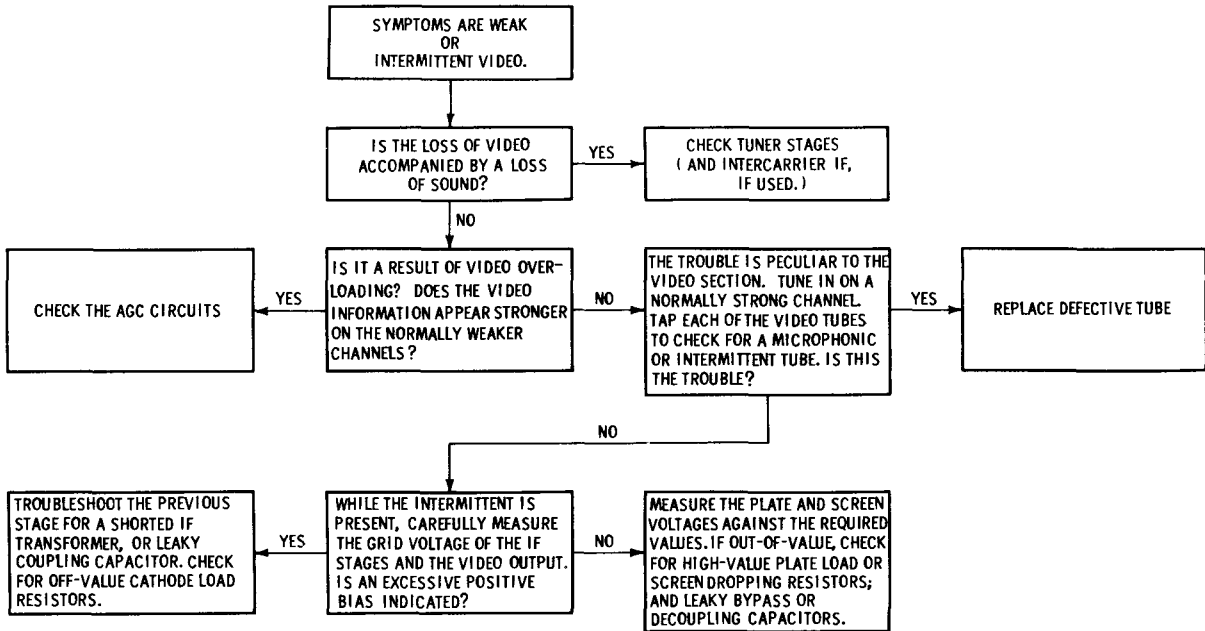 SYMPTOMS ARE WEAK
OR
INTERMITTENT VIDEO.
IS THE LOSS OF VIDEO
ACCOMPANIED BY A LOSS
OF SOUND?
YES
CHECK TUNER STAGES
( AND INTERCARRIER IF,
IF USED. )
NO
CHECK THE AGC CIRCUITS
YES
IS IT A RESULT OF VIDEO OVER-
LOADING? DOES THE VIDEO
INFORMATION APPEAR STRONGER
ON THE NORMALLY WEAKER
CHANNELS?
NO
THE TROUBLE IS PECULIAR TO THE
VIDEO SECTION. TUNE IN ON A
NORMALLY STRONG CHANNEL.
TAP EACH OF THE VIDEO TUBES
TO CHECK FOR A MICROPHONIC
OR INTERMITTENT TUBE. IS THIS
THE TROUBLE?
YES
REPLACE DEFECTIVE TUBE
NO
TROUBLESHOOT THE PREVIOUS
STAGE FOR A SHORTED IF
TRANSFORMER, OR LEAKY
COUPLING CAPACITOR. CHECK
FOR OFF-VALUE CATHODE LOAD
RESISTORS.
YES
WHILE THE INTERMITTENT IS
PRESENT, CAREFULLY MEASURE
THE GRID VOLTAGE OF THE IF
STAGES AND THE VIDEO OUTPUT.
IS AN EXCESSIVE POSITIVE
BIAS INDICATED?
NO
MEASURE THE PLATE AND SCREEN
VOLTAGES AGAINST THE REQUIRED
VALUES. IF OUT-OF-VALUE, CHECK
FOR HIGH-VALUE PLATE LOAD OR
SCREEN DROPPING RESISTORS;
AND LEAKY BYPASS OR
DECOUPLING CAPACITORS.